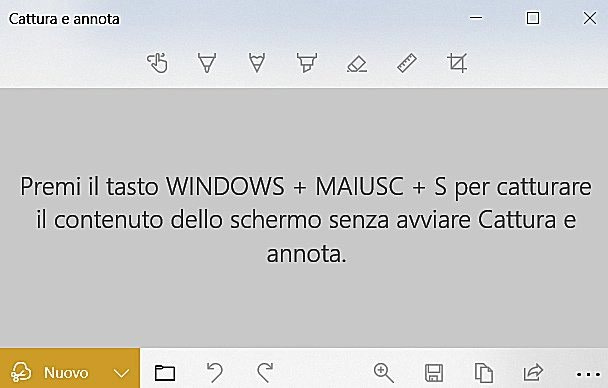 Cattura e annota
Premi il tasto WINDOWS + MAIUSC + S per catturare
il contenuto dello schermo senza avviare Cattura e
annota.
Nuovo